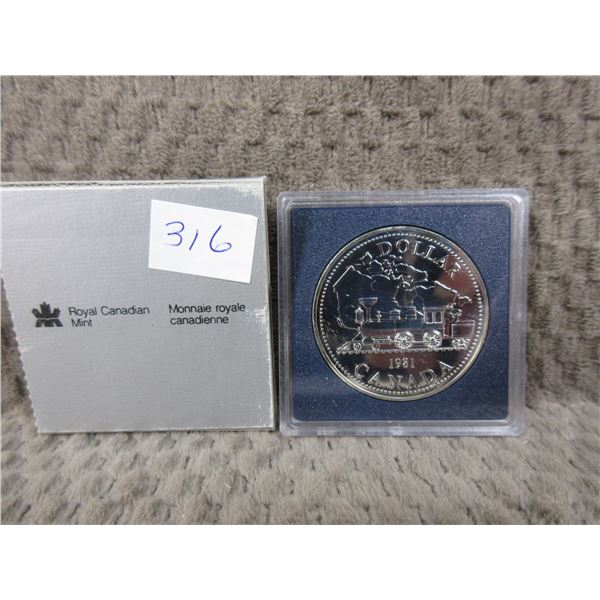 316
Royal Canadian Mint
Monnaie royale canadienne
DOLLAR
1981
CANADA